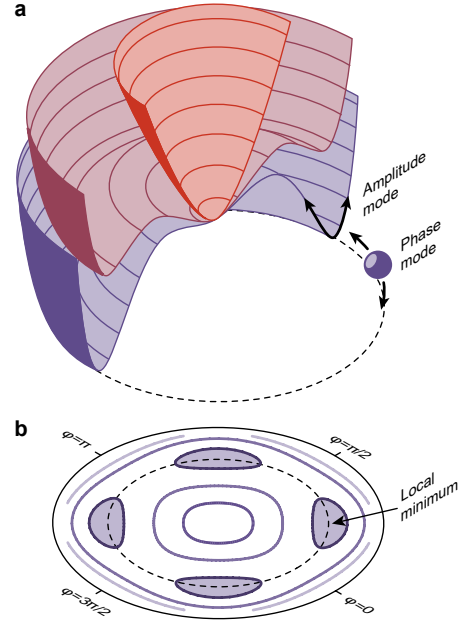 a
Amplitude
mode
Phase
mode
b
φ=π
φ=π/2
Local
minimum
φ=3π/2
φ=0